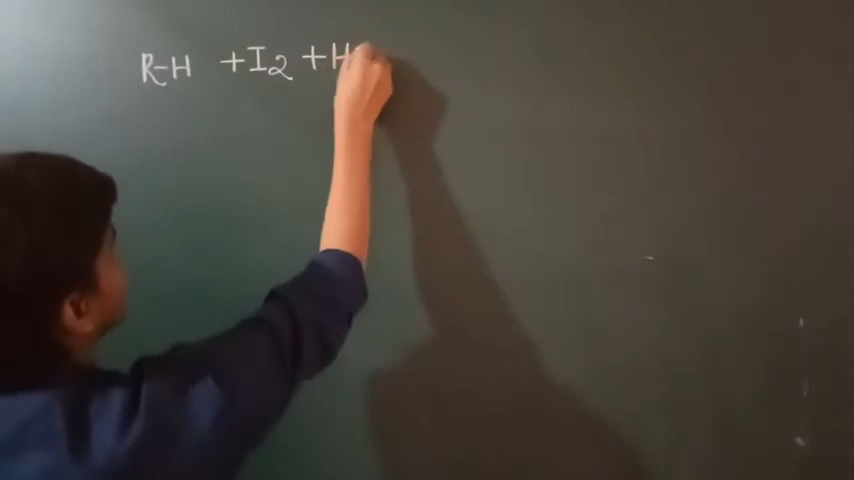 R-H + I2 + H